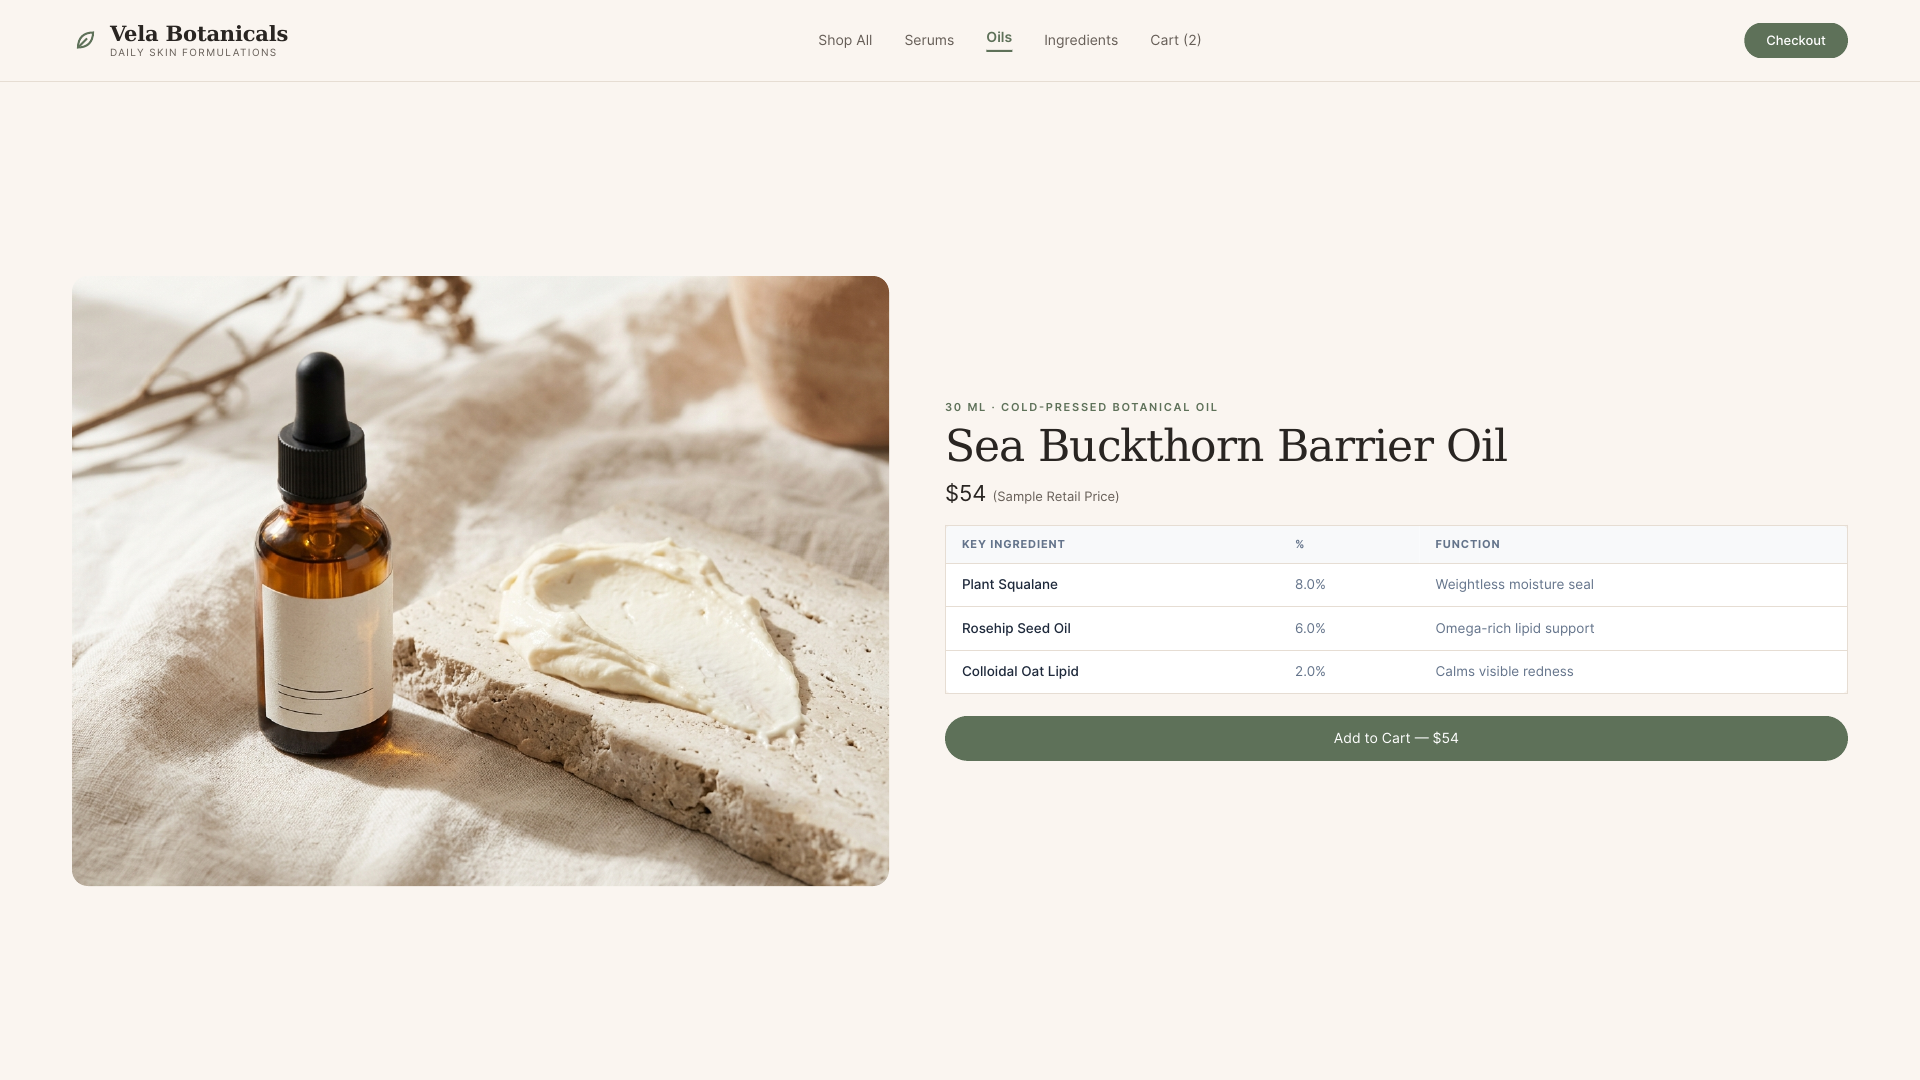 Vela Botanicals
DAILY SKIN FORMULATIONS
Shop All
Serums
Oils
Ingredients
Cart (2)
Checkout
30 ML · COLD-PRESSED BOTANICAL OIL
Sea Buckthorn Barrier Oil
$54 (Sample Retail Price)
KEY INGREDIENT % FUNCTION
Plant Squalane 8.0% Weightless moisture seal
Rosehip Seed Oil 6.0% Omega-rich lipid support
Colloidal Oat Lipid 2.0% Calms visible redness
Add to Cart — $54